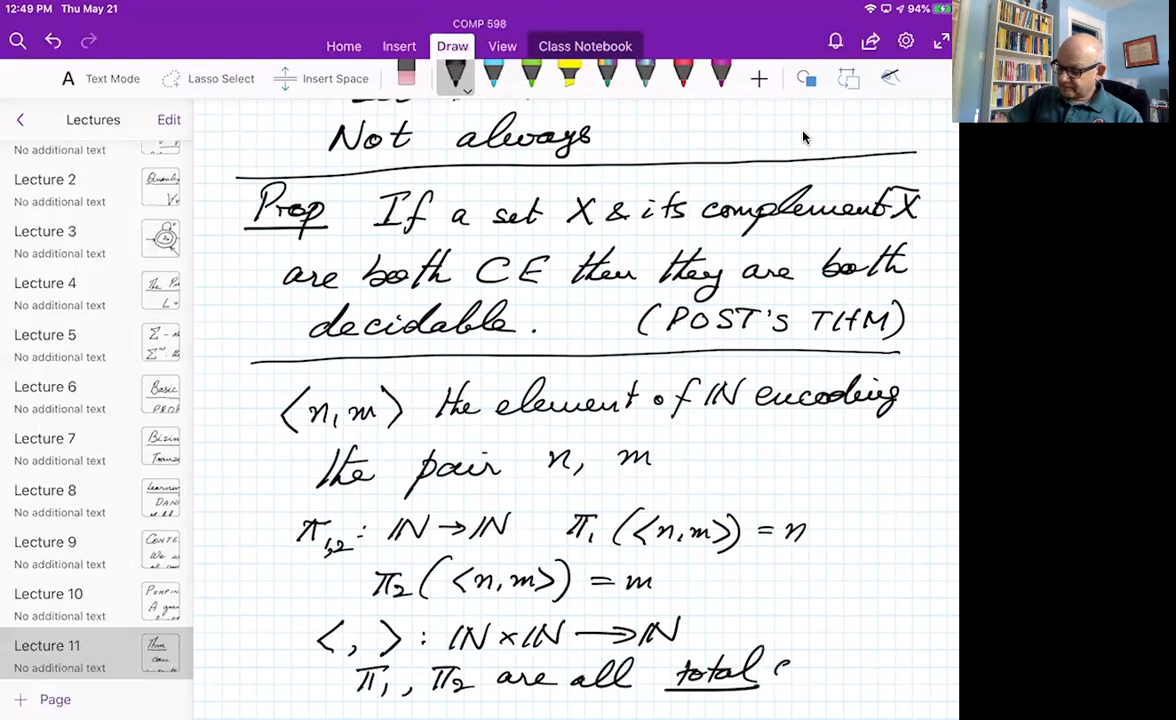 12:49 PM Thu May 21
94%
COMP 598
Home Insert Draw View Class Notebook
A Text Mode Lasso Select Insert Space
Lectures Edit
No additional text
Lecture 2
No additional text
Lecture 3
No additional text
Lecture 4
No additional text
Lecture 5
No additional text
Lecture 6
No additional text
Lecture 7
No additional text
Lecture 8
No additional text
Lecture 9
No additional text
Lecture 10
No additional text
Lecture 11
No additional text
+ Page
Not always
Prop If a set X & its complement X̅
are both CE then they are both
decidable. (POST'S THM)
⟨n, m⟩ the element of ℕ encoding
the pair n, m
π₁,₂ : ℕ → ℕ π₁ (⟨n, m⟩) = n
π₂ (⟨n, m⟩) = m
⟨ , ⟩ : ℕ × ℕ → ℕ
π₁, π₂ are all total